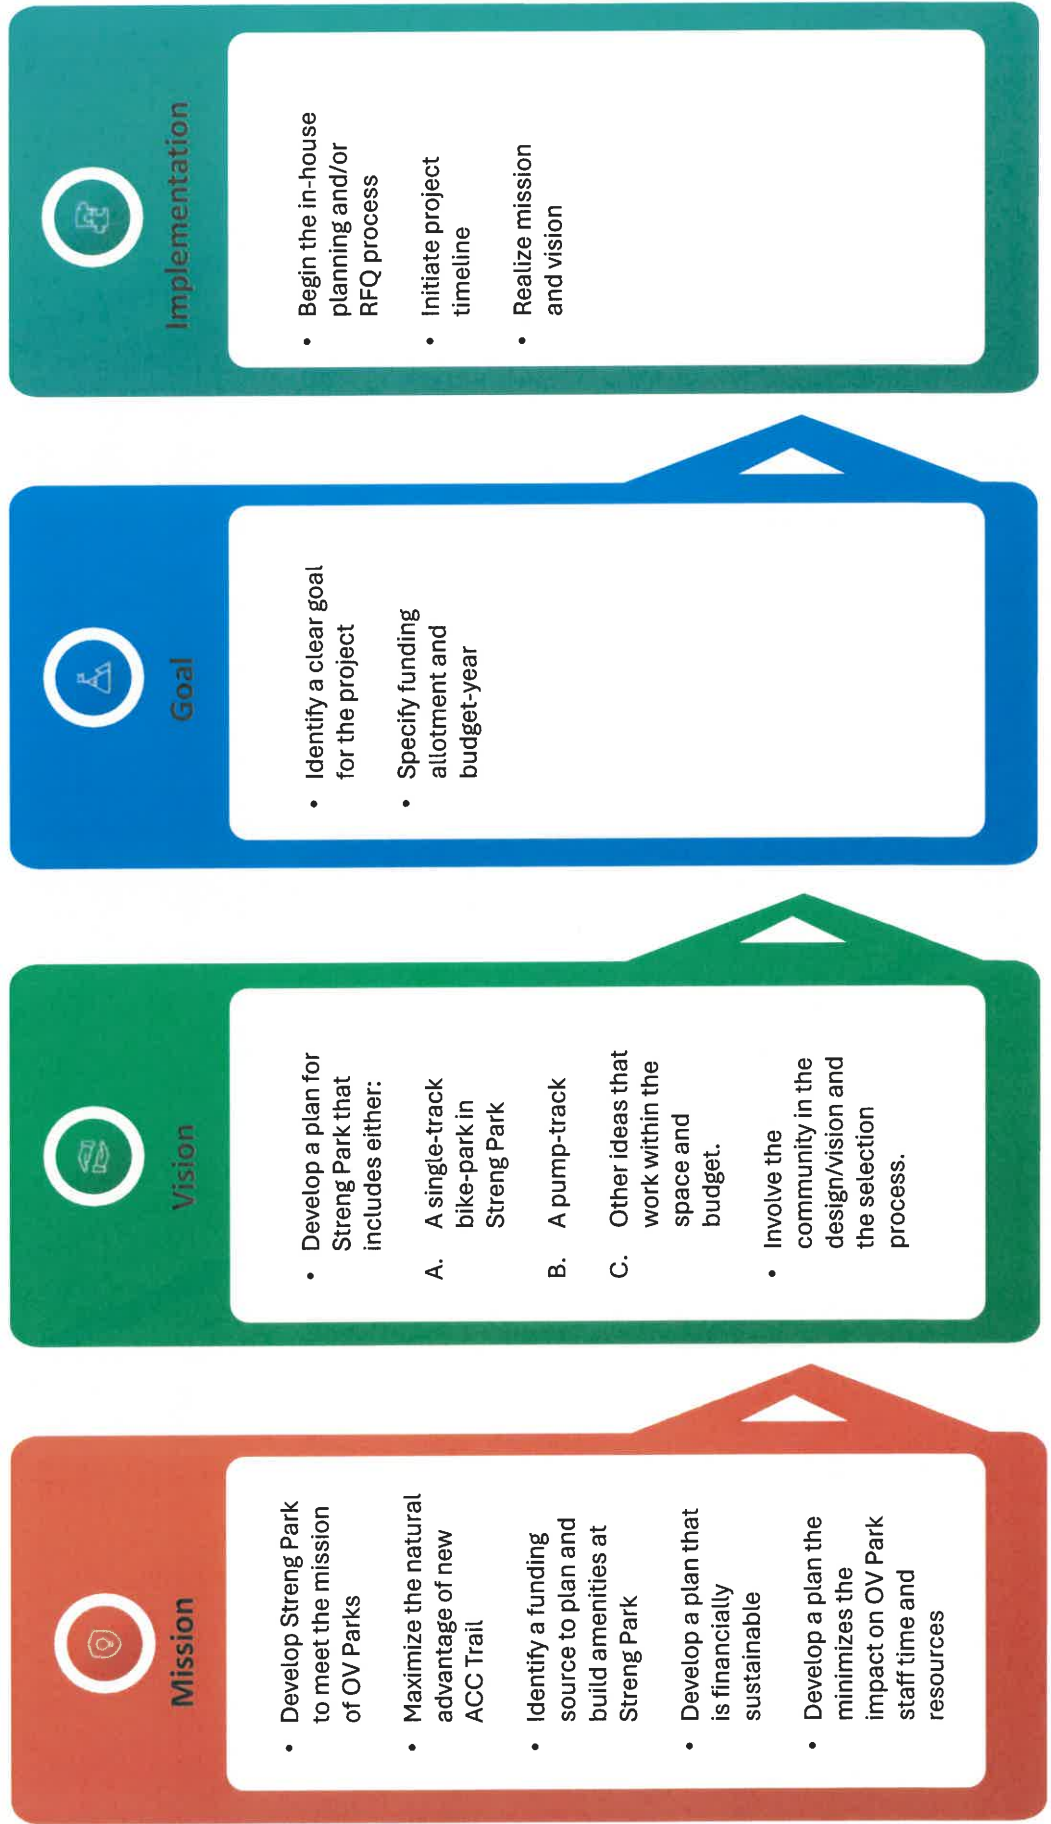 Mission
• Develop Streng Park
to meet the mission
of OV Parks
• Maximize the natural
advantage of new
ACC Trail
• Identify a funding
source to plan and
build amenities at
Streng Park
• Develop a plan that
is financially
sustainable
• Develop a plan the
minimizes the
impact on OV Park
staff time and
resources
Vision
• Develop a plan for
Streng Park that
includes either:
A. A single-track
bike-park in
Streng Park
B. A pump-track
C. Other ideas that
work within the
space and
budget.
• Involve the
community in the
design/vision and
the selection
process.
Goal
• Identify a clear goal
for the project
• Specify funding
allotment and
budget-year
Implementation
• Begin the in-house
planning and/or
RFQ process
• Initiate project
timeline
• Realize mission
and vision